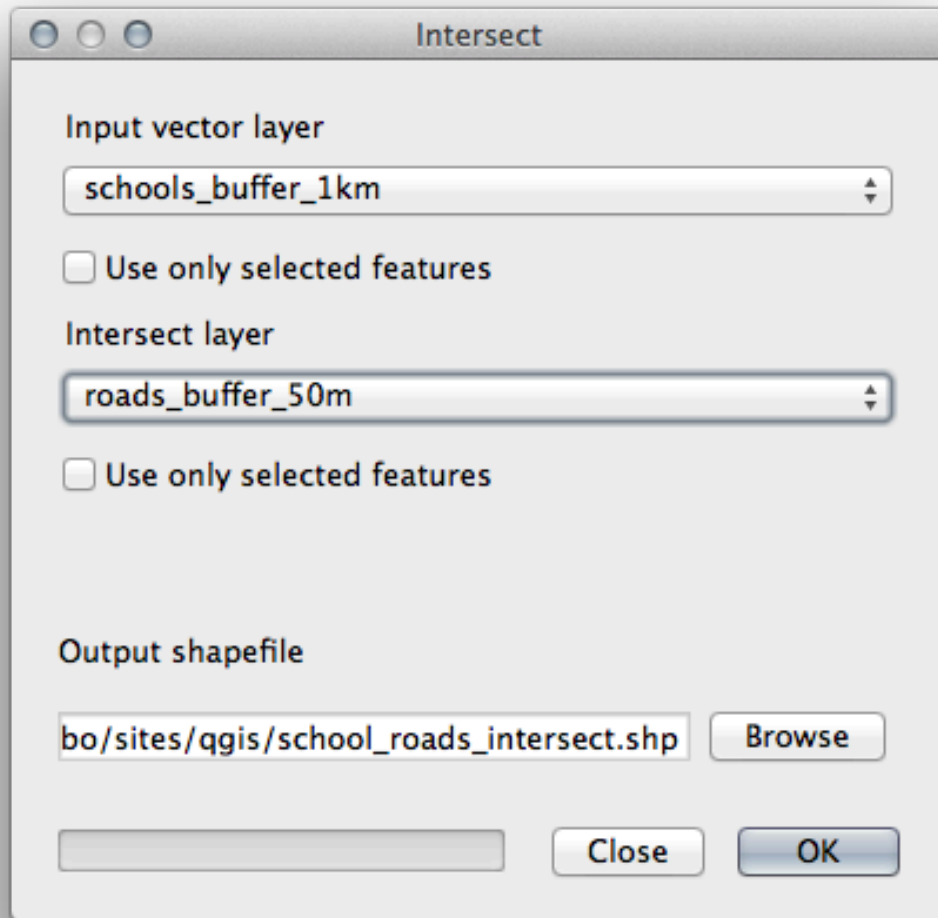 Intersect
Input vector layer
schools_buffer_1km
Use only selected features
Intersect layer
roads_buffer_50m
Use only selected features
Output shapefile
bo/sites/qgis/school_roads_intersect.shp
Browse
Close
OK